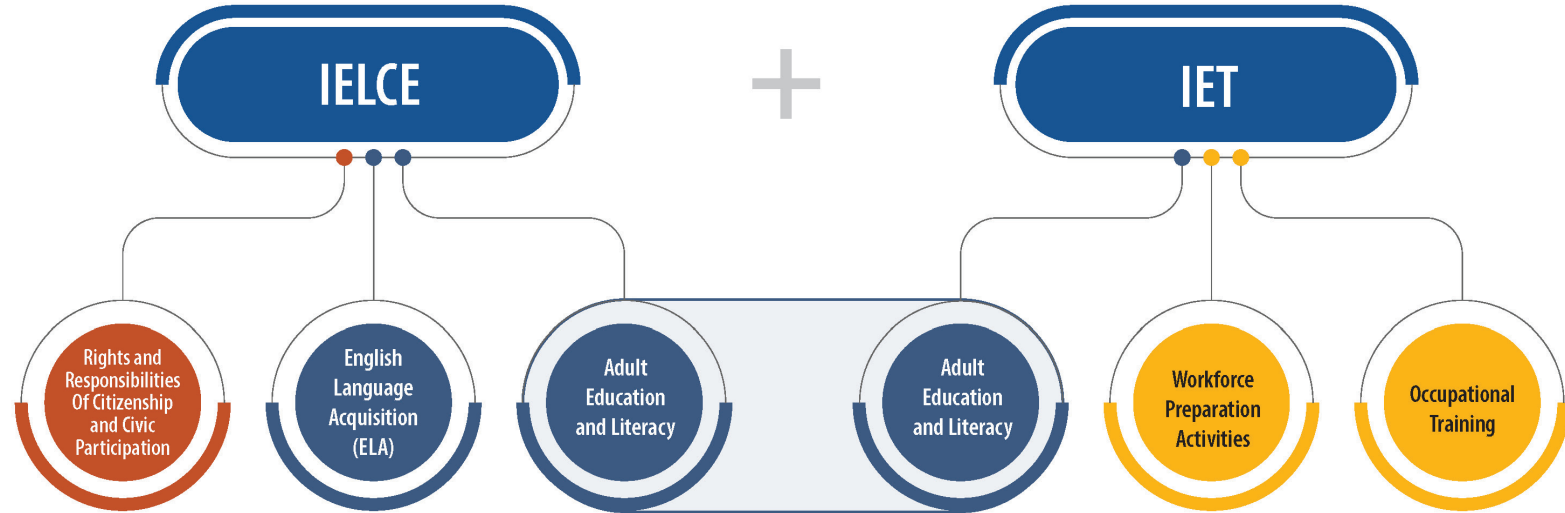 IELCE
+
IET
Rights and
Responsibilities
Of Citizenship
and Civic
Participation
English
Language
Acquisition
(ELA)
Adult
Education
and Literacy
Adult
Education
and Literacy
Workforce
Preparation
Activities
Occupational
Training